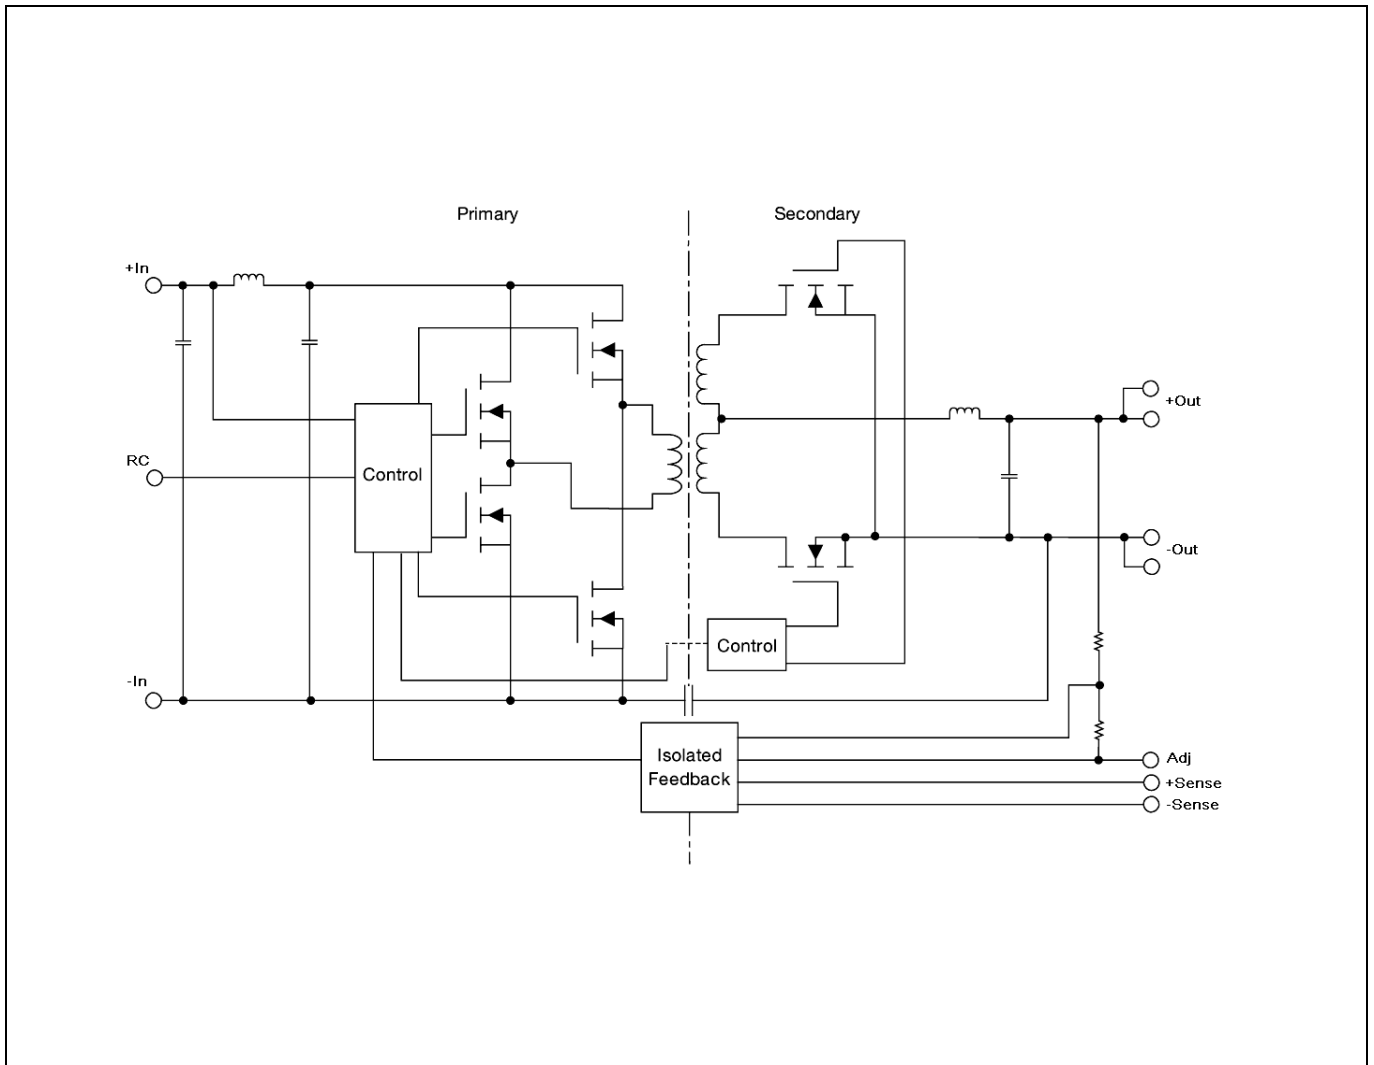 Primary
Secondary
+In
+Out
RC
Control
-Out
Control
-In
Isolated
Feedback
Adj
+Sense
-Sense